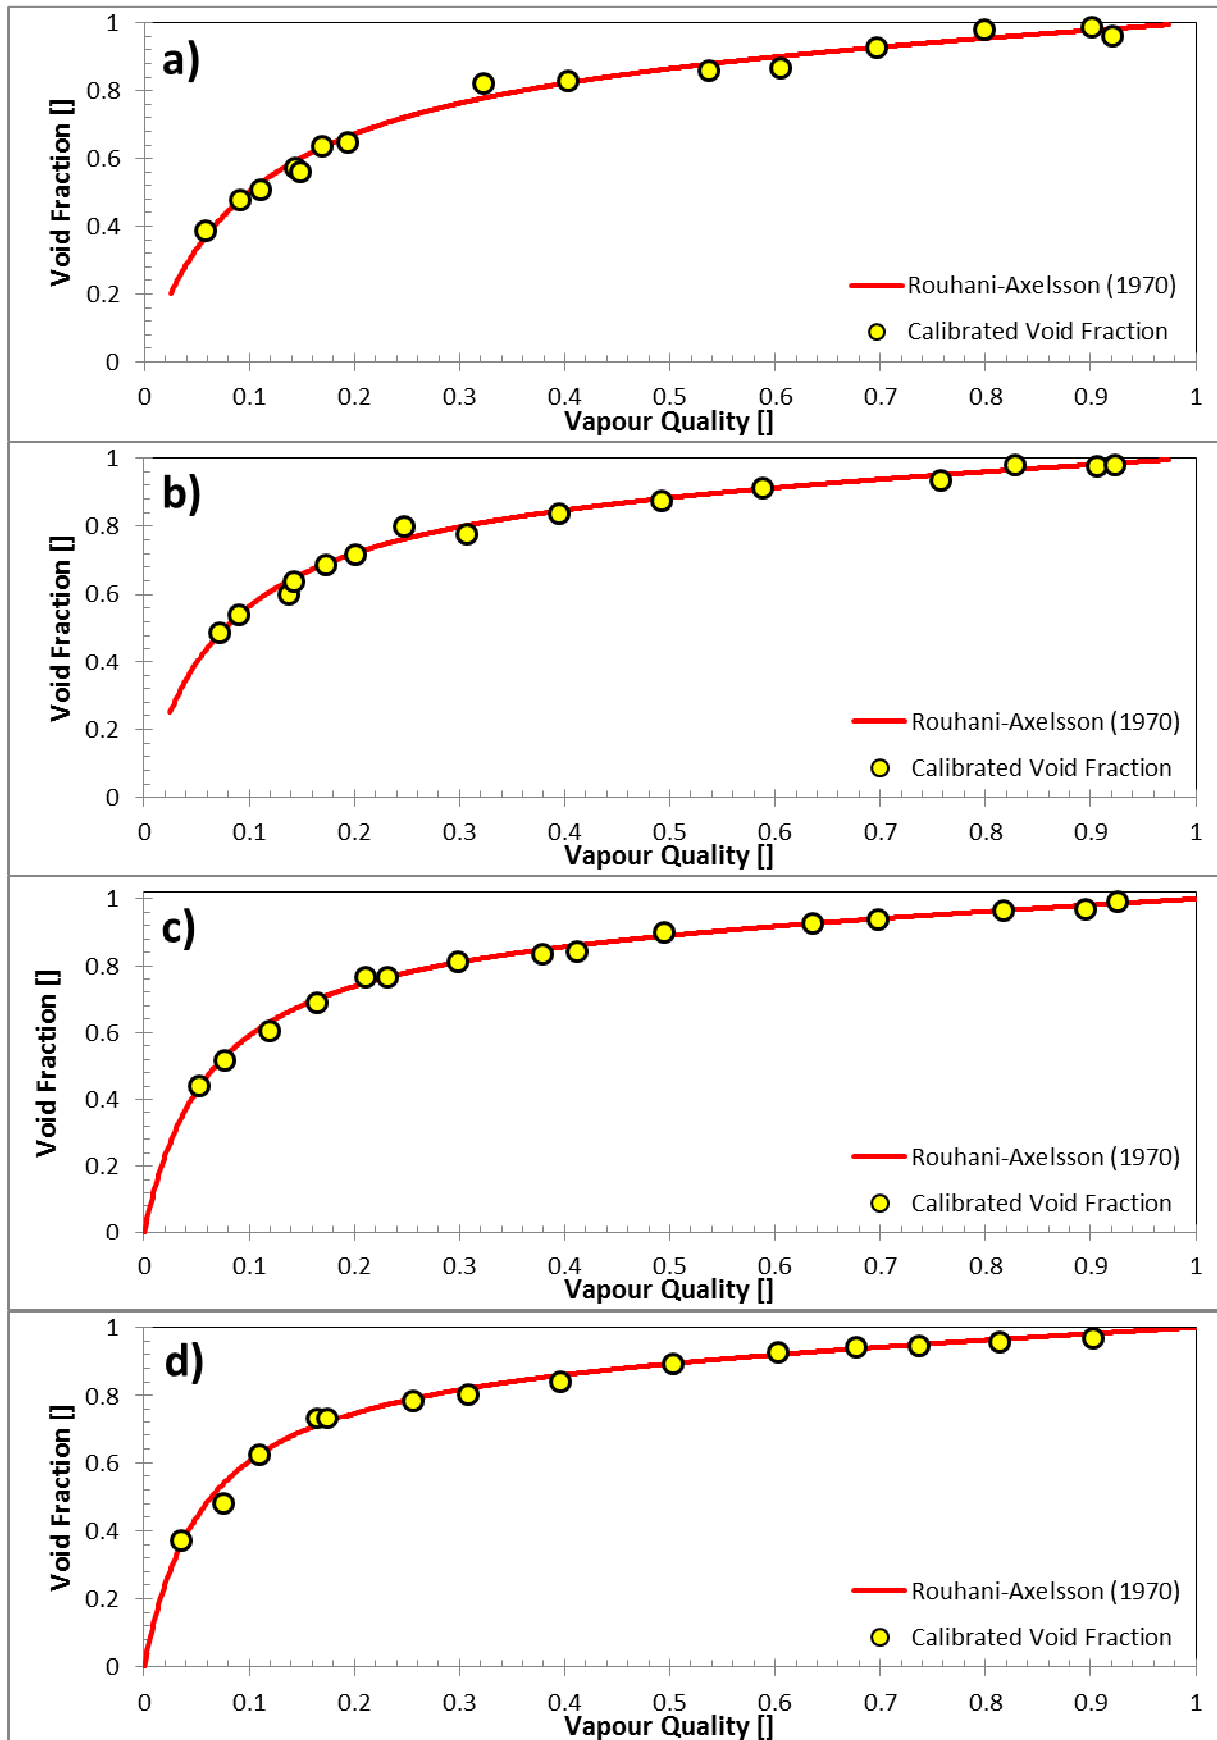 a)
Void Fraction []
1
0.8
0.6
0.4
0.2
0
Rouhani-Axelsson (1970)
Calibrated Void Fraction
0 0.1 0.2 0.3 0.4 0.5 0.6 0.7 0.8 0.9 1
Vapour Quality []
b)
Void Fraction []
1
0.8
0.6
0.4
0.2
0
Rouhani-Axelsson (1970)
Calibrated Void Fraction
0 0.1 0.2 0.3 0.4 0.5 0.6 0.7 0.8 0.9 1
Vapour Quality []
c)
Void Fraction []
1
0.8
0.6
0.4
0.2
0
Rouhani-Axelsson (1970)
Calibrated Void Fraction
0 0.1 0.2 0.3 0.4 0.5 0.6 0.7 0.8 0.9 1
Vapour Quality []
d)
Void Fraction []
1
0.8
0.6
0.4
0.2
0
Rouhani-Axelsson (1970)
Calibrated Void Fraction
0 0.1 0.2 0.3 0.4 0.5 0.6 0.7 0.8 0.9 1
Vapour Quality []